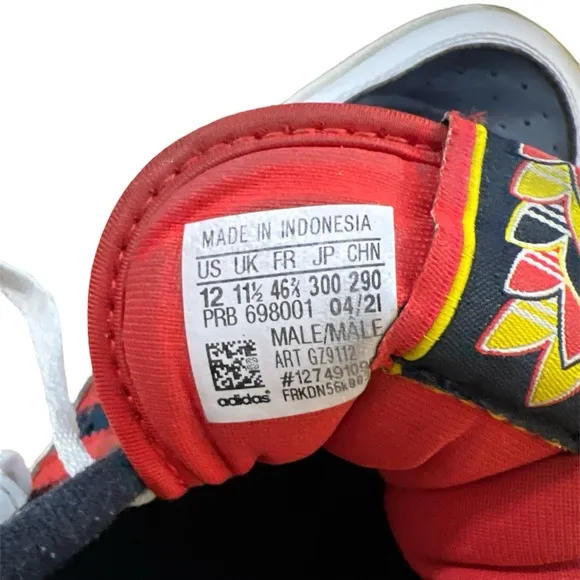 MADE IN INDONESIA
US UK FR JP CHN
12 11½ 46⅔ 300 290
PRB 698001 04/21
MALE/MÂLE
ART GZ9112
adidas